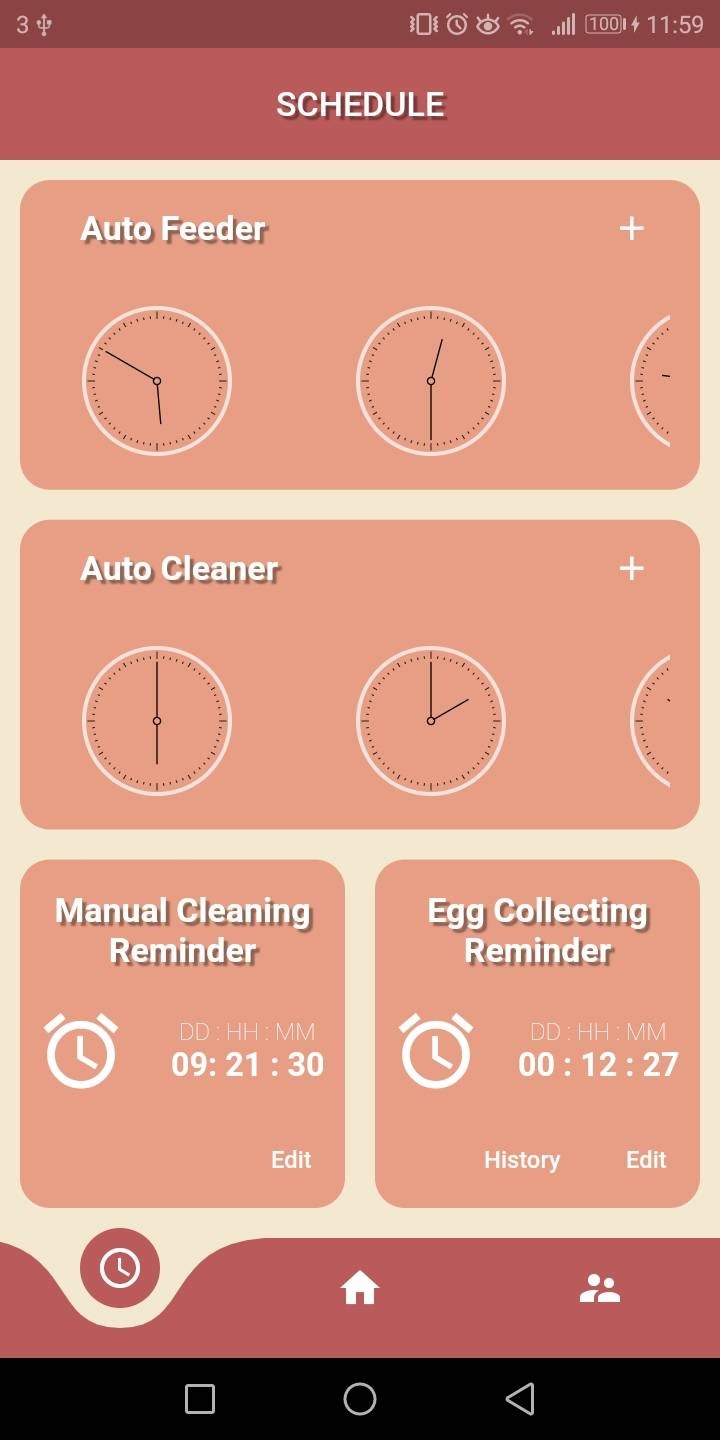 3 100 11:59
SCHEDULE
Auto Feeder +
Auto Cleaner +
Manual Cleaning
Reminder
DD : HH : MM
09: 21 : 30
Edit
Egg Collecting
Reminder
DD : HH : MM
00 : 12 : 27
History Edit